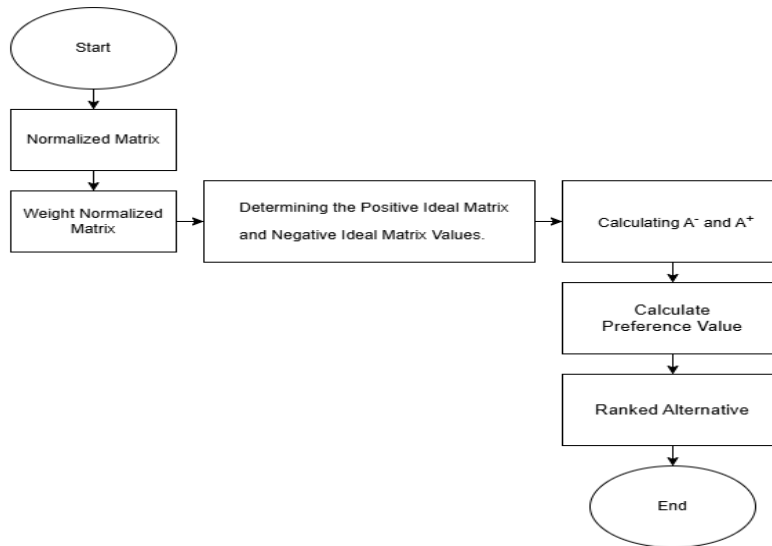 Start
Normalized Matrix
Weight Normalized
Matrix
Determining the Positive Ideal Matrix
and Negative Ideal Matrix Values.
Calculating A⁻ and A⁺
Calculate
Preference Value
Ranked Alternative
End